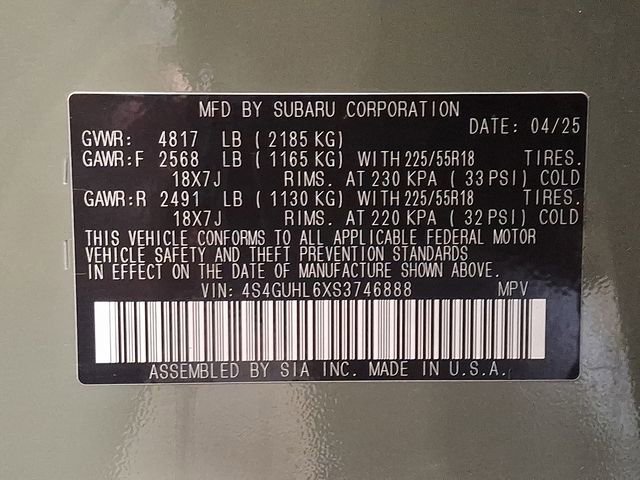 MFD BY SUBARU CORPORATION
DATE: 04/25
GVWR: 4817 LB (2185 KG)
GAWR:F 2568 LB (1165 KG) WITH 225/55R18 TIRES.
18X7J RIMS. AT 230 KPA (33 PSI) COLD
GAWR:R 2491 LB (1130 KG) WITH 225/55R18 TIRES.
18X7J RIMS. AT 220 KPA (32 PSI) COLD
THIS VEHICLE CONFORMS TO ALL APPLICABLE FEDERAL MOTOR
VEHICLE SAFETY AND THEFT PREVENTION STANDARDS
IN EFFECT ON THE DATE OF MANUFACTURE SHOWN ABOVE.
VIN: 4S4GUHL6XS3746888 MPV
ASSEMBLED BY SIA INC. MADE IN U.S.A.